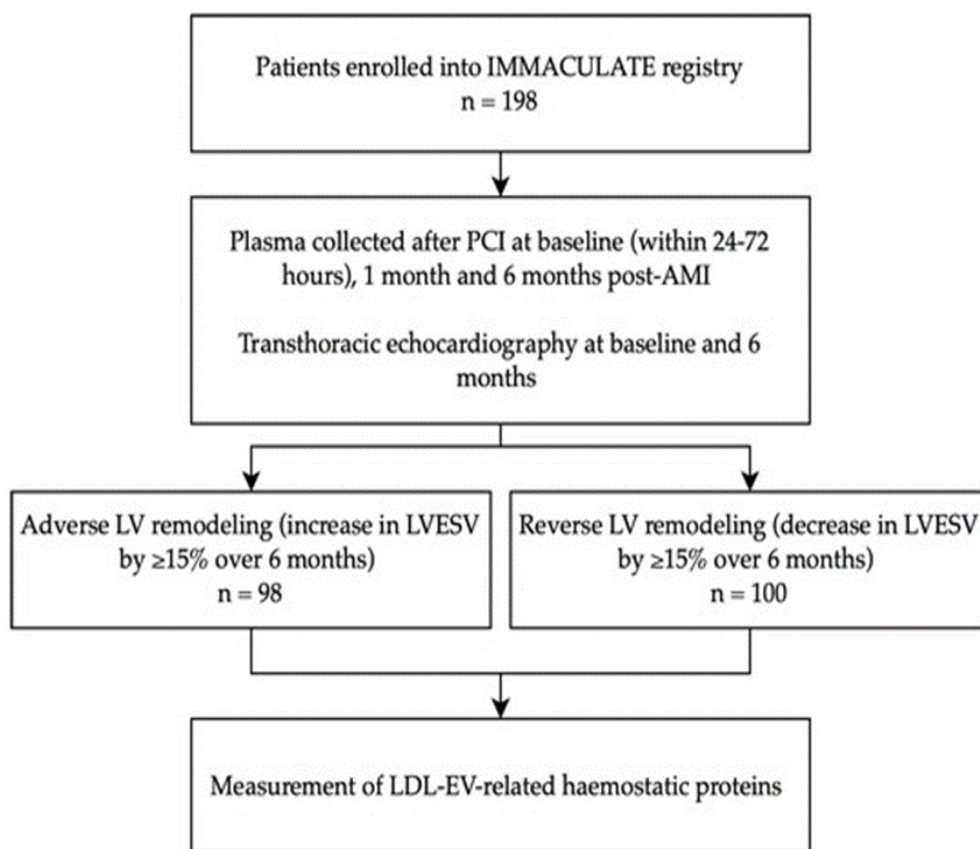 Patients enrolled into IMMACULATE registry
n = 198
Plasma collected after PCI at baseline (within 24-72
hours), 1 month and 6 months post-AMI
Transthoracic echocardiography at baseline and 6
months
Adverse LV remodeling (increase in LVESV
by ≥15% over 6 months)
n = 98
Reverse LV remodeling (decrease in LVESV
by ≥15% over 6 months)
n = 100
Measurement of LDL-EV-related haemostatic proteins